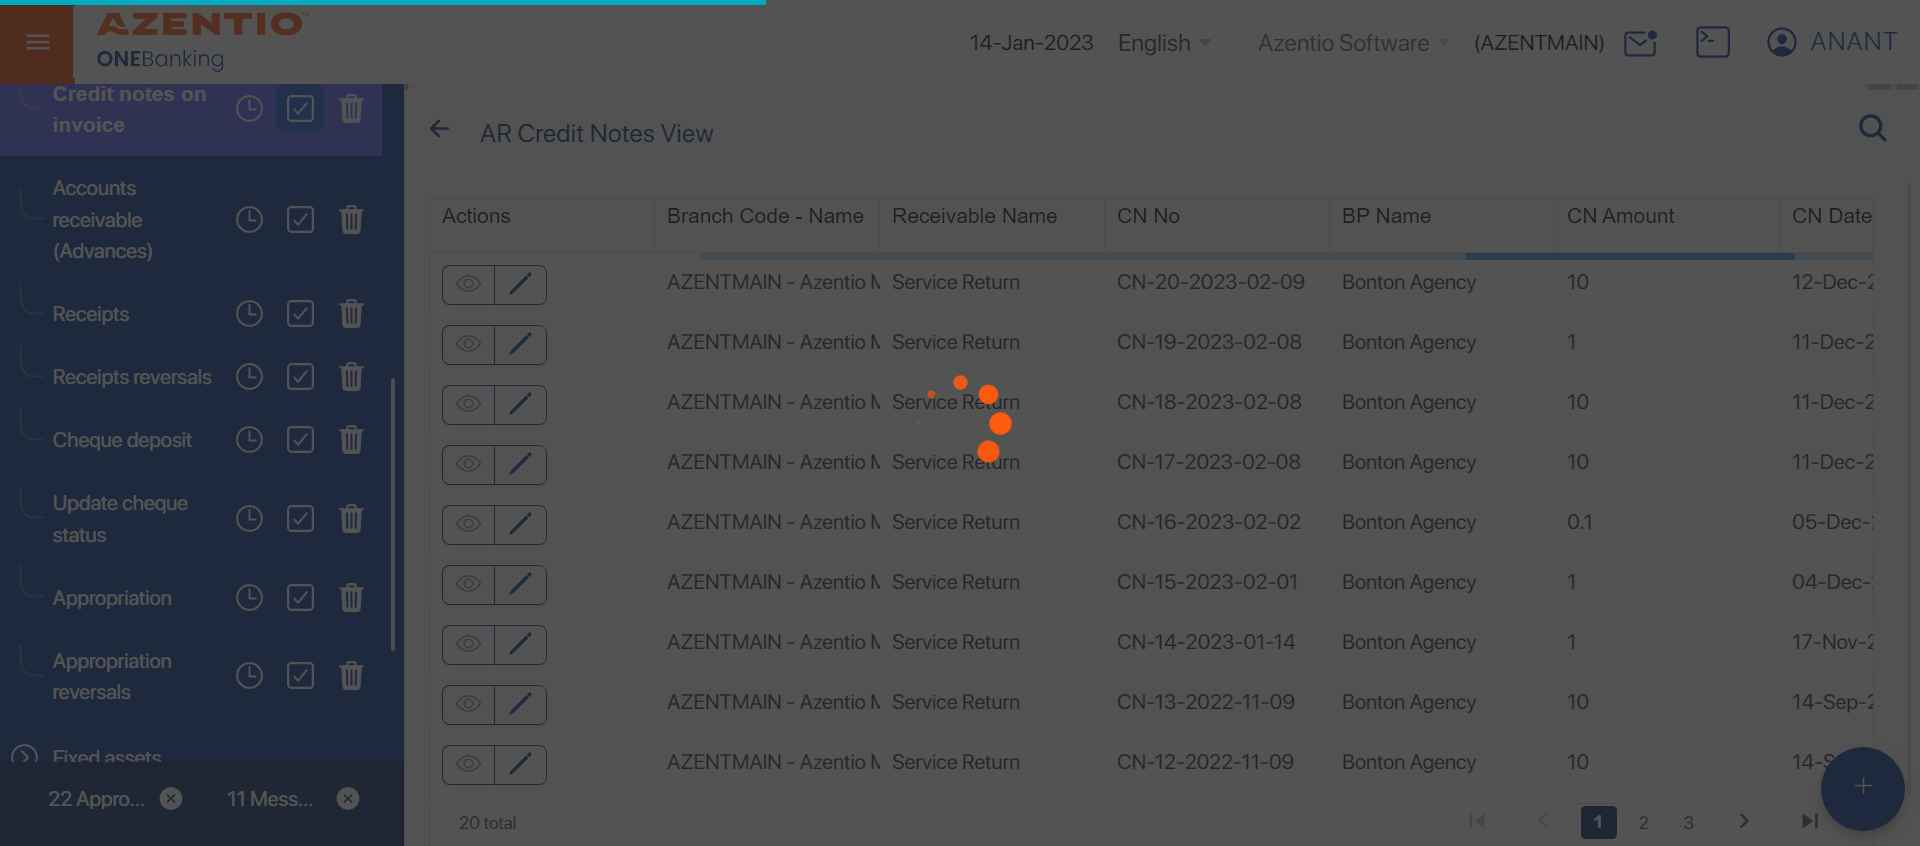 AZENTIO™
ONEBanking
14-Jan-2023 English Azentio Software (AZENTMAIN) ANANT
Credit notes on
invoice
Accounts
receivable
(Advances)
Receipts
Receipts reversals
Cheque deposit
Update cheque
status
Appropriation
Appropriation
reversals
Fixed assets
22 Appro... 11 Mess...
AR Credit Notes View
Actions Branch Code - Name Receivable Name CN No BP Name CN Amount CN Date
AZENTMAIN - Azentio Service Return CN-20-2023-02-09 Bonton Agency 10 12-Dec-2
AZENTMAIN - Azentio Service Return CN-19-2023-02-08 Bonton Agency 1 11-Dec-2
AZENTMAIN - Azentio Service Return CN-18-2023-02-08 Bonton Agency 10 11-Dec-2
AZENTMAIN - Azentio Service Return CN-17-2023-02-08 Bonton Agency 10 11-Dec-2
AZENTMAIN - Azentio Service Return CN-16-2023-02-02 Bonton Agency 0.1 05-Dec-
AZENTMAIN - Azentio Service Return CN-15-2023-02-01 Bonton Agency 1 04-Dec-
AZENTMAIN - Azentio Service Return CN-14-2023-01-14 Bonton Agency 1 17-Nov-2
AZENTMAIN - Azentio Service Return CN-13-2022-11-09 Bonton Agency 10 14-Sep-2
AZENTMAIN - Azentio Service Return CN-12-2022-11-09 Bonton Agency 10 14-S
20 total 1 2 3